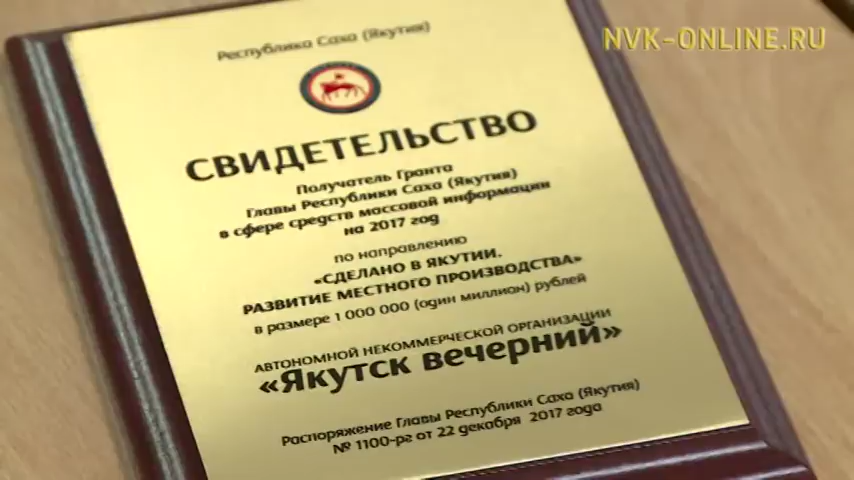 NVK-ONLINE.RU
Республика Саха (Якутия)
СВИДЕТЕЛЬСТВО
Получатель Гранта
Главы Республики Саха (Якутия)
в сфере средств массовой информации
на 2017 год
по направлению
«СДЕЛАНО В ЯКУТИИ.
РАЗВИТИЕ МЕСТНОГО ПРОИЗВОДСТВА»
в размере 1 000 000 (один миллион) рублей
АВТОНОМНОЙ НЕКОММЕРЧЕСКОЙ ОРГАНИЗАЦИИ
«Якутск вечерний»
Распоряжение Главы Республики Саха (Якутия)
№ 1100-рг от 22 декабря 2017 года